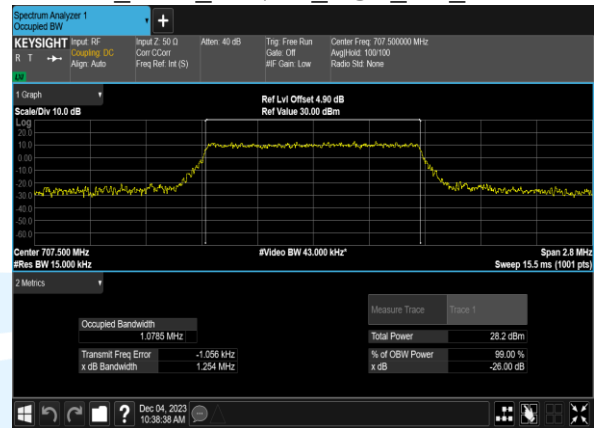 Spectrum Analyzer 1
Occupied BW
+
KEYSIGHT Input: RF Input Z: 50 Ω Atten: 40 dB Trig: Free Run Center Freq: 707.500000 MHz
R T Coupling: DC Corr CCorr Gate: Off Avg|Hold: 100/100
Align: Auto Freq Ref: Int (S) #IF Gain: Low Radio Std: None
LW
1 Graph
Ref Lvl Offset 4.90 dB
Scale/Div 10.0 dB Ref Value 30.00 dBm
Log
20.0
10.0
0.00
-10.0
-20.0
-30.0
-40.0
-50.0
-60.0
Center 707.500 MHz #Video BW 43.000 kHz* Span 2.8 MHz
#Res BW 15.000 kHz Sweep 15.5 ms (1001 pts)
2 Metrics
Measure Trace Trace 1
Occupied Bandwidth
1.0785 MHz
Total Power 28.2 dBm
Transmit Freq Error -1.056 kHz % of OBW Power 99.00 %
x dB Bandwidth 1.254 MHz x dB -26.00 dB
? Dec 04, 2023
10:38:38 AM